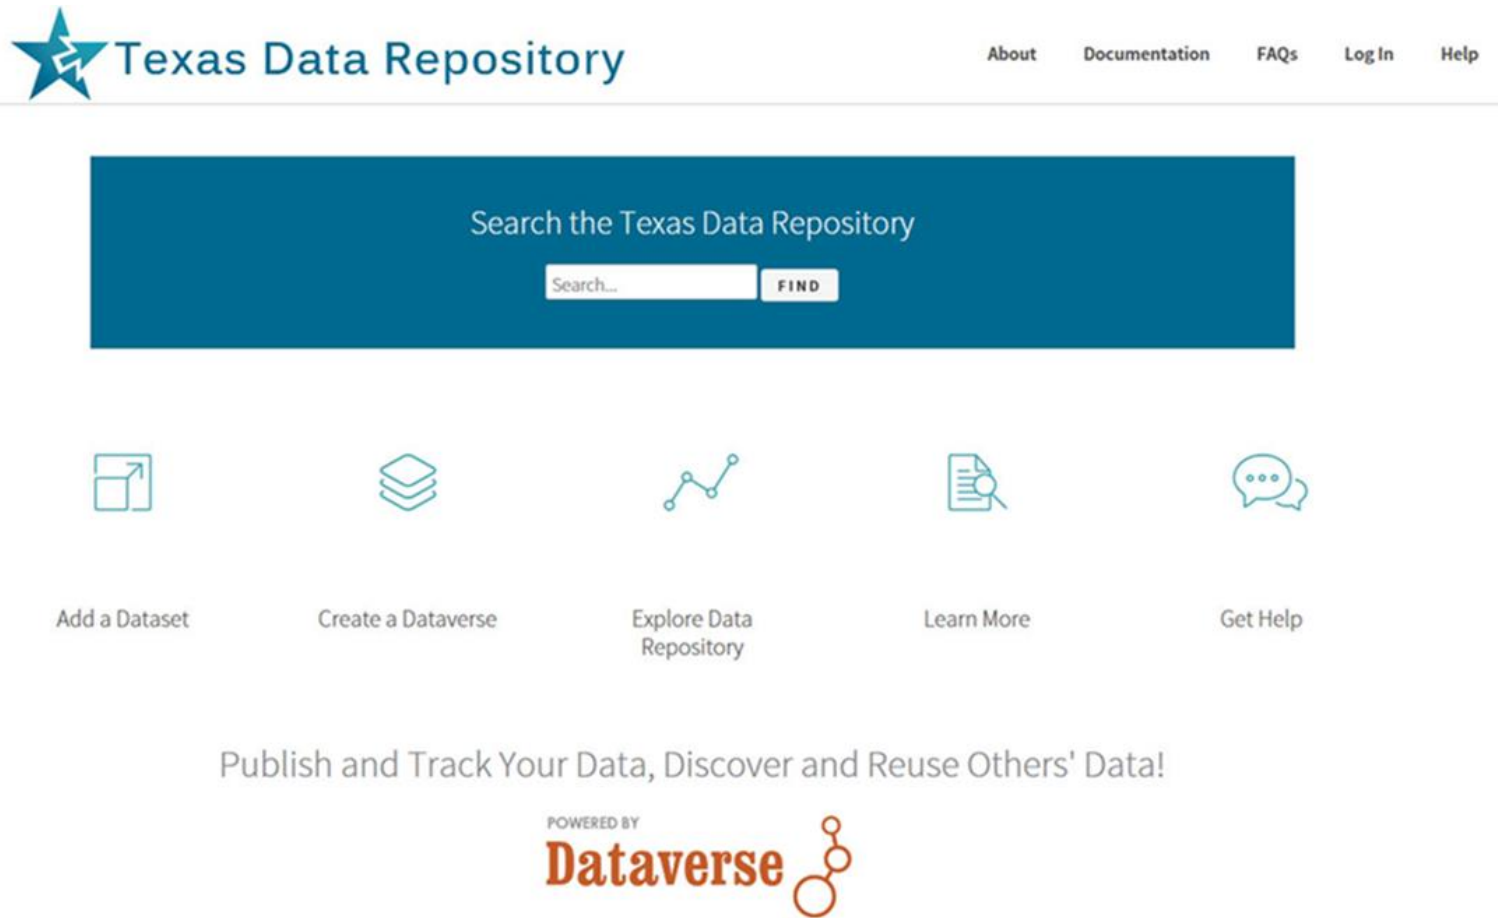 Texas Data Repository
About Documentation FAQs Log In Help
Search the Texas Data Repository
Search... FIND
Add a Dataset
Create a Dataverse
Explore Data
Repository
Learn More
Get Help
Publish and Track Your Data, Discover and Reuse Others' Data!
POWERED BY
Dataverse